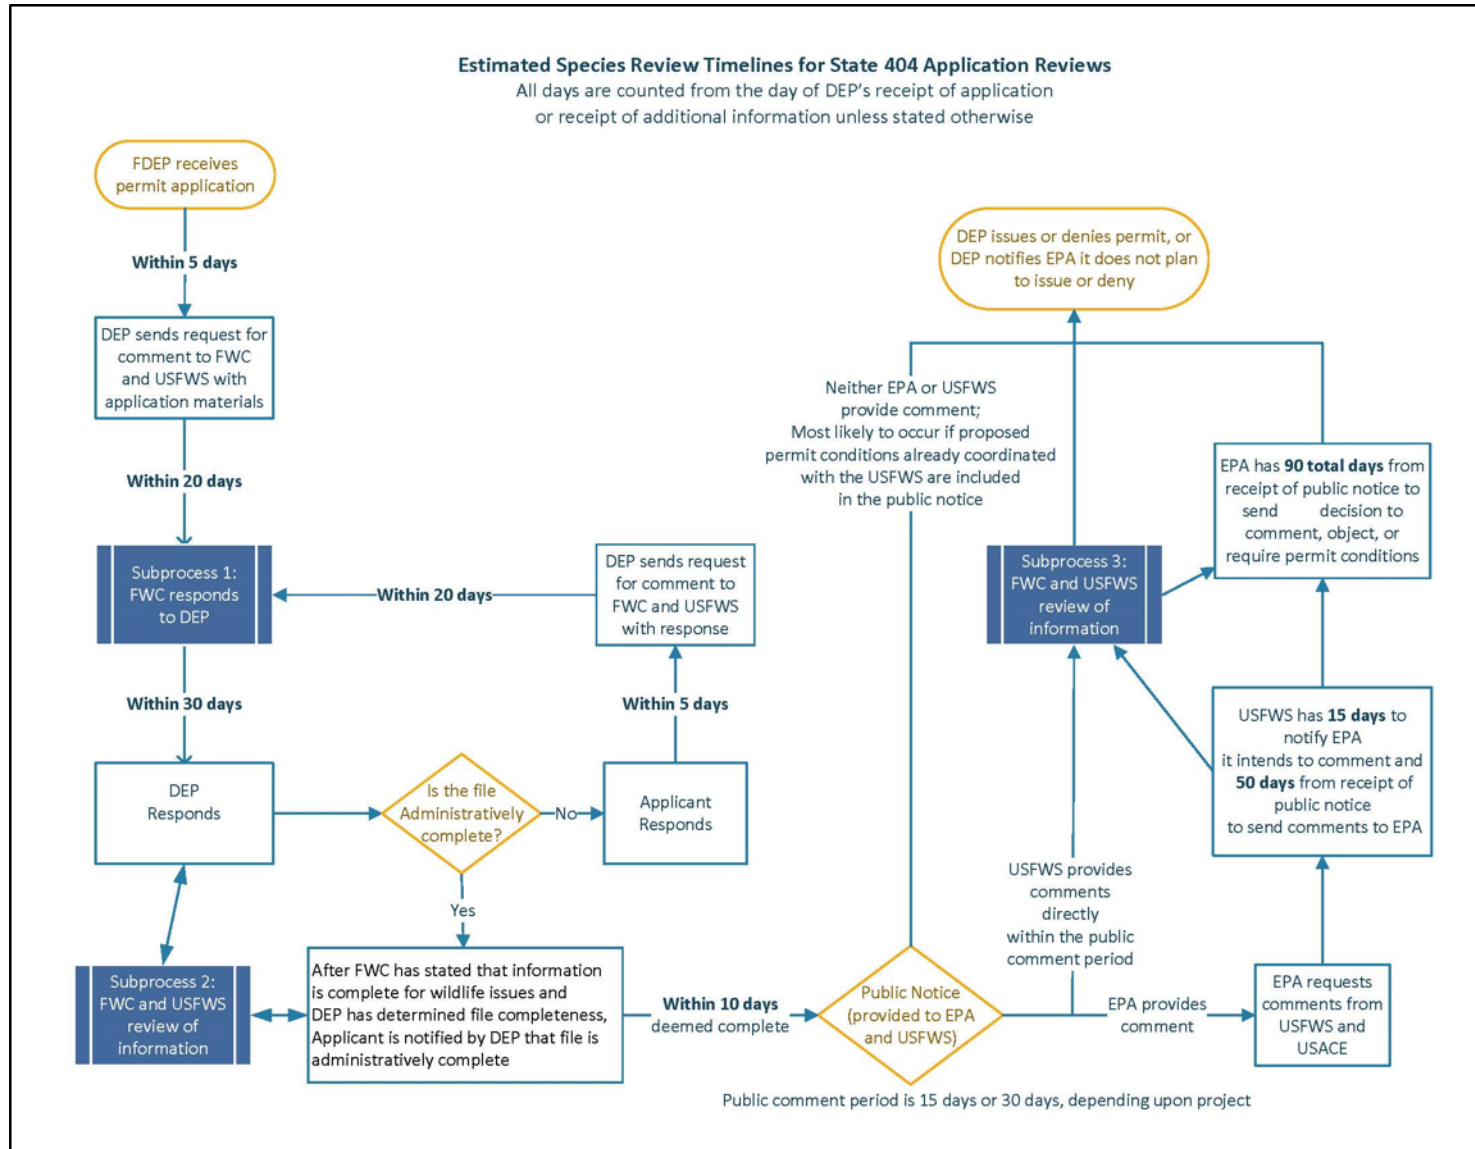 Estimated Species Review Timelines for State 404 Application Reviews
All days are counted from the day of DEP's receipt of application
or receipt of additional information unless stated otherwise
FDEP receives
permit application
Within 5 days
DEP sends request for
comment to FWC
and USFWS with
application materials
Within 20 days
Subprocess 1:
FWC responds
to DEP
Within 30 days
DEP
Responds
Is the file
Administratively
complete?
No
Applicant
Responds
Within 5 days
DEP sends request
for comment to
FWC and USFWS
with response
Within 20 days
Yes
Subprocess 2:
FWC and USFWS
review of
information
After FWC has stated that information
is complete for wildlife issues and
DEP has determined file completeness,
Applicant is notified by DEP that file is
administratively complete
Within 10 days
deemed complete
Public Notice
(provided to EPA
and USFWS)
Public comment period is 15 days or 30 days, depending upon project
Neither EPA or USFWS
provide comment;
Most likely to occur if proposed
permit conditions already coordinated
with the USFWS are included
in the public notice
DEP issues or denies permit, or
DEP notifies EPA it does not plan
to issue or deny
USFWS provides
comments
directly
within the public
comment period
EPA provides
comment
EPA requests
comments from
USFWS and
USACE
USFWS has 15 days to
notify EPA
it intends to comment and
50 days from receipt of
public notice
to send comments to EPA
Subprocess 3:
FWC and USFWS
review of
information
EPA has 90 total days from
receipt of public notice to
send decision to
comment, object, or
require permit conditions